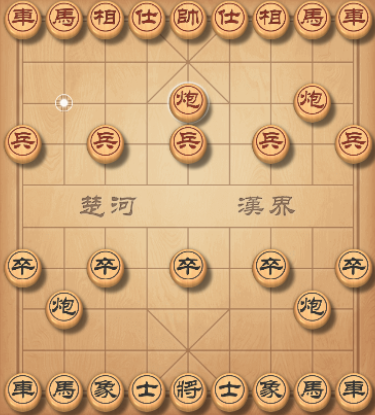 車馬相仕帥仕相馬車
炮炮
兵兵兵兵兵
楚河 漢界
卒卒卒卒卒
炮炮
車馬象士將士象馬車